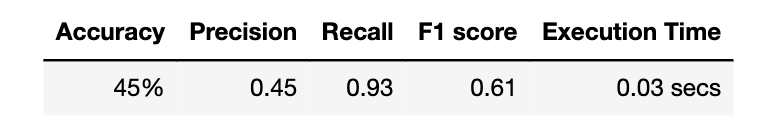 Accuracy Precision Recall F1 score Execution Time
45% 0.45 0.93 0.61 0.03 secs